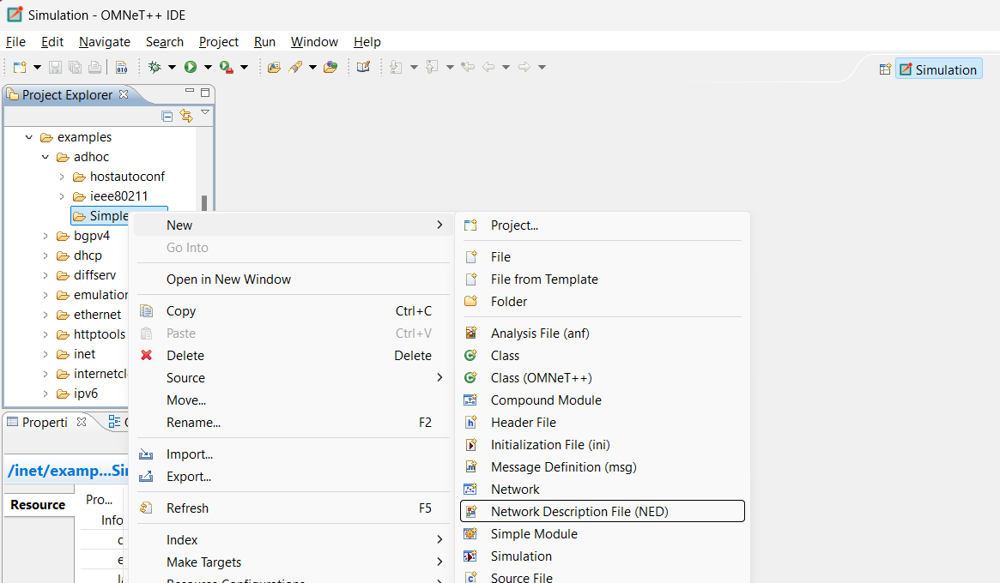 Simulation - OMNeT++ IDE
File Edit Navigate Search Project Run Window Help
010
Simulation
Project Explorer
examples
adhoc
hostautoconf
ieee80211
Simple
bgpv4
dhcp
diffserv
emulation
ethernet
httptools
inet
internetcl
ipv6
Properti
/inet/examp...Si
Resource
Pro...
Info
New
Go Into
Open in New Window
Copy Ctrl+C
Paste Ctrl+V
Delete Delete
Source
Move...
Rename... F2
Import...
Export...
Refresh F5
Index
Make Targets
Resource Configurations
Project...
File
File from Template
Folder
Analysis File (anf)
Class
Class (OMNeT++)
Compound Module
Header File
Initialization File (ini)
Message Definition (msg)
Network
Network Description File (NED)
Simple Module
Simulation
Source File